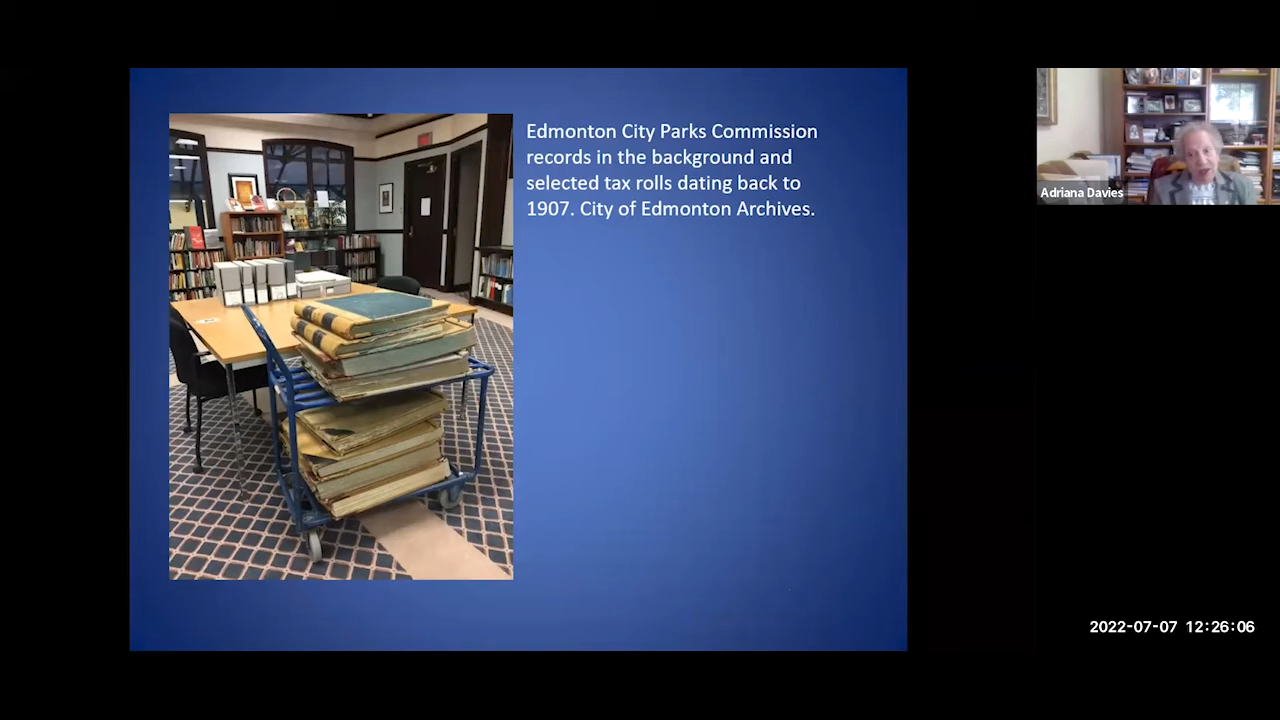 Edmonton City Parks Commission
records in the background and
selected tax rolls dating back to
1907. City of Edmonton Archives.
Adriana Davies
2022-07-07 12:26:06